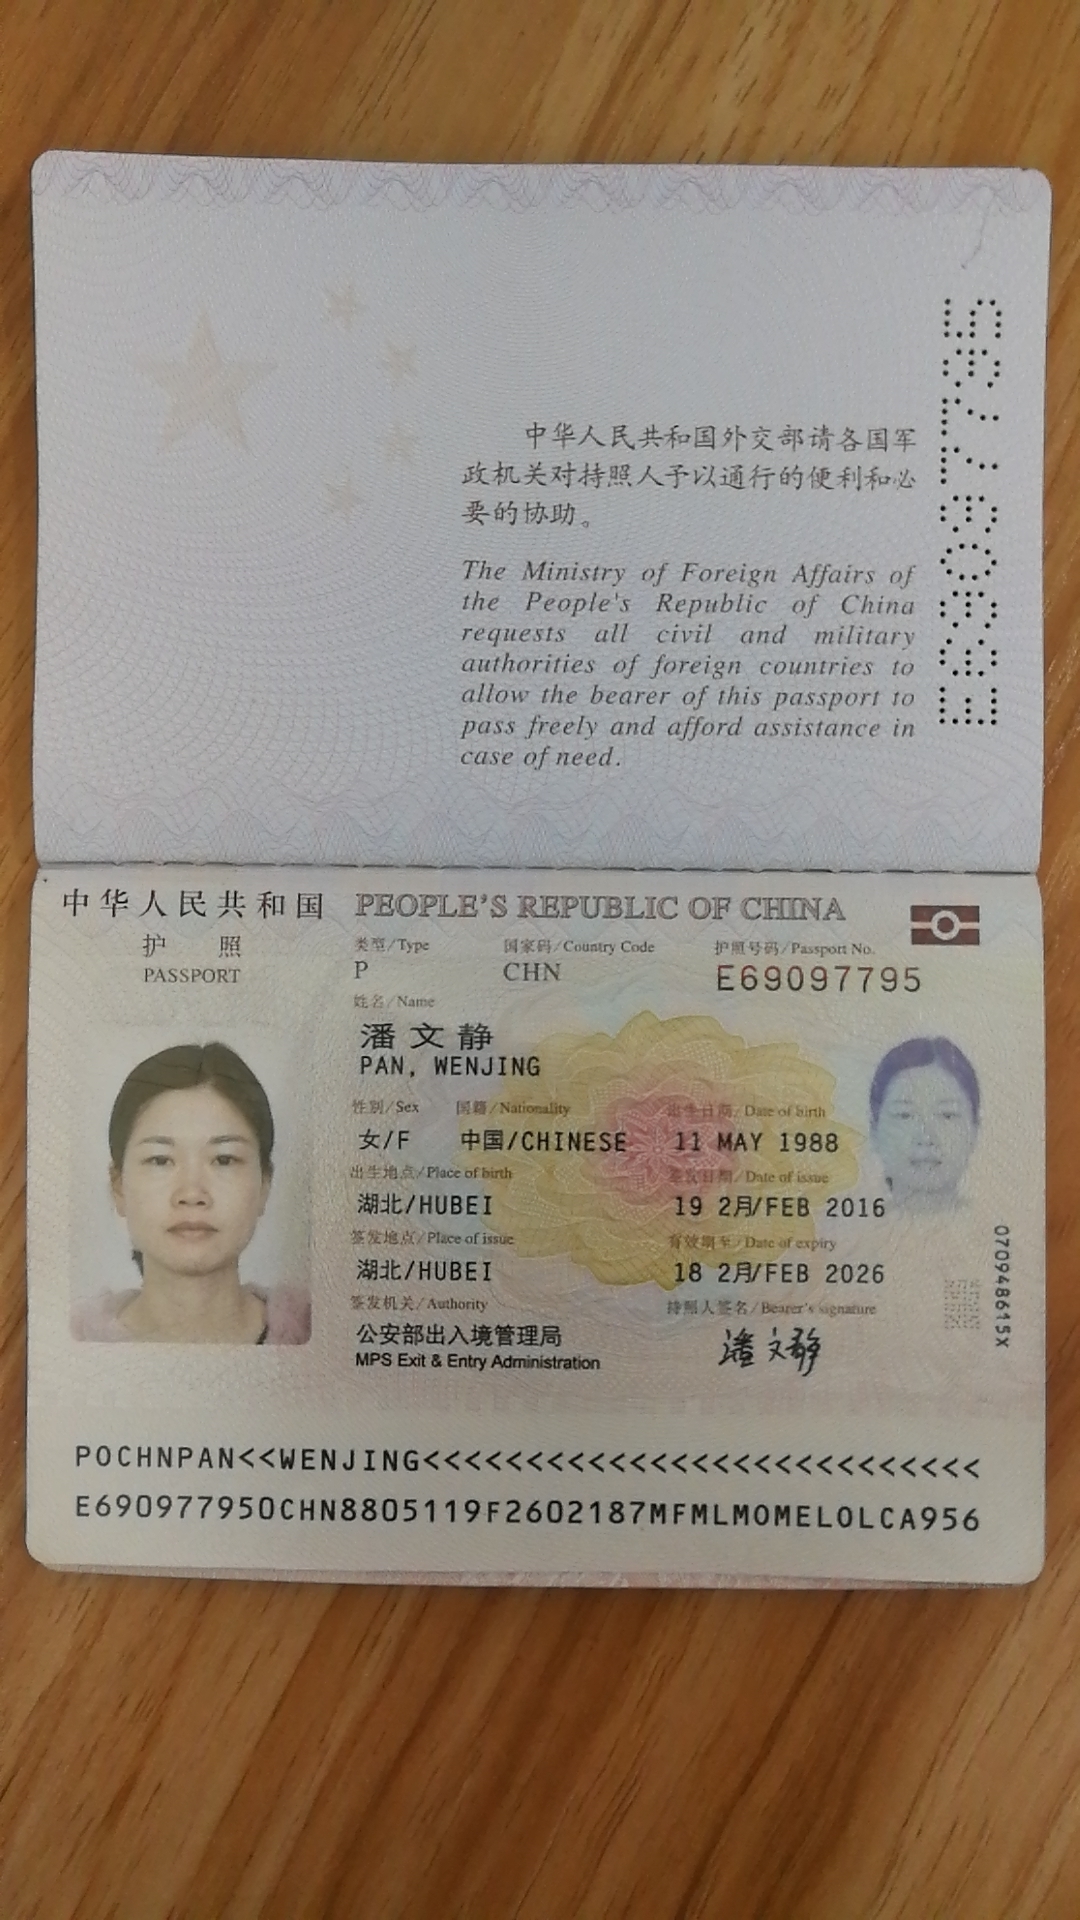 中华人民共和国外交部请各国军
政机关对持照人予以通行的便利和必
要的协助。
The Ministry of Foreign Affairs of
the People's Republic of China
requests all civil and military
authorities of foreign countries to
allow the bearer of this passport to
pass freely and afford assistance in
case of need.
E69097795
中华人民共和国 PEOPLE'S REPUBLIC OF CHINA
护 照
PASSPORT
类型/Type 国家码/Country Code 护照号码/Passport No.
P CHN E69097795
姓名/Name
潘文静
PAN, WENJING
性别/Sex 国籍/Nationality 出生日期/Date of birth
女/F 中国/CHINESE 11 MAY 1988
出生地点/Place of birth 签发日期/Date of issue
湖北/HUBEI 19 2月/FEB 2016
签发地点/Place of issue 有效期至/Date of expiry
湖北/HUBEI 18 2月/FEB 2026
签发机关/Authority 持照人签名/Bearer's signature
公安部出入境管理局
MPS Exit & Entry Administration
潘文静
070948615X
POCHNPAN<<WENJING<<<<<<<<<<<<<<<<<<<<<<<<<<<
E690977950CHN8805119F2602187MFMLMOMELOLCA956